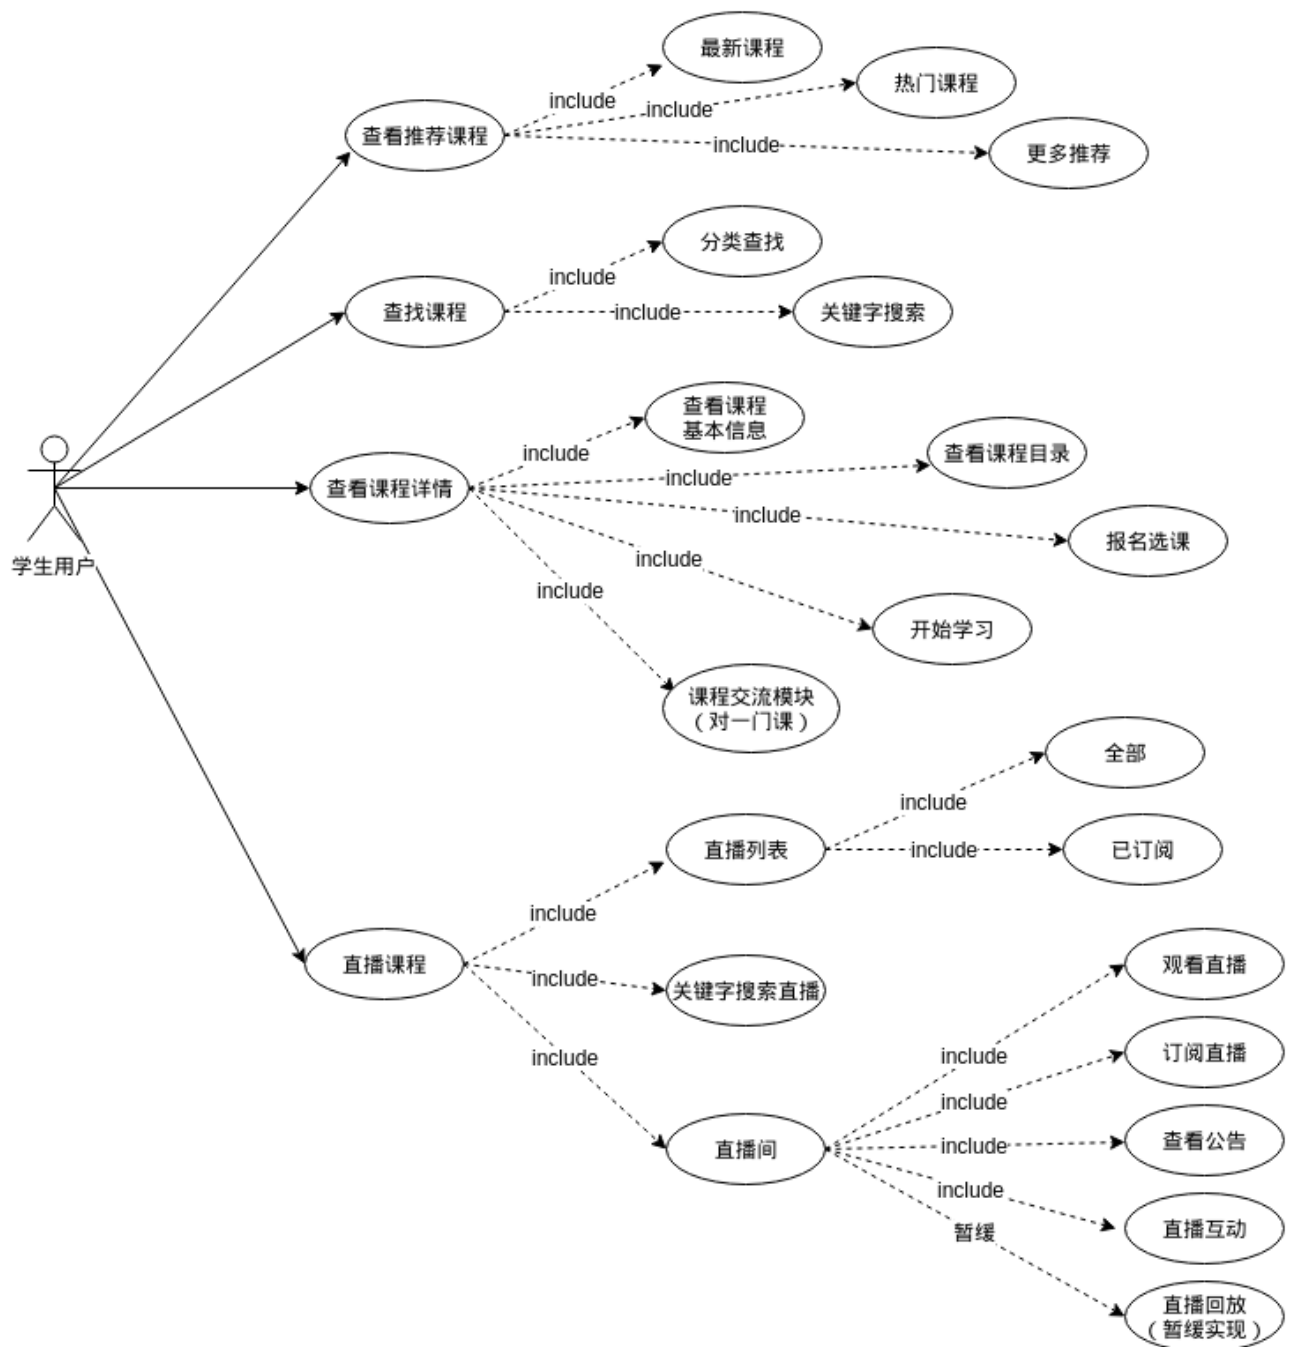 最新课程
include
热门课程
include
查看推荐课程
include
更多推荐
分类查找
include
查找课程
include
关键字搜索
查看课程
基本信息
include
查看课程目录
include
查看课程详情
include
报名选课
include
开始学习
include
课程交流模块
（对一门课）
学生用户
全部
include
直播列表
include
已订阅
include
直播课程
include
关键字搜索直播
include
观看直播
include
订阅直播
include
直播间
include
查看公告
include
直播互动
暂缓
直播回放
（暂缓实现）